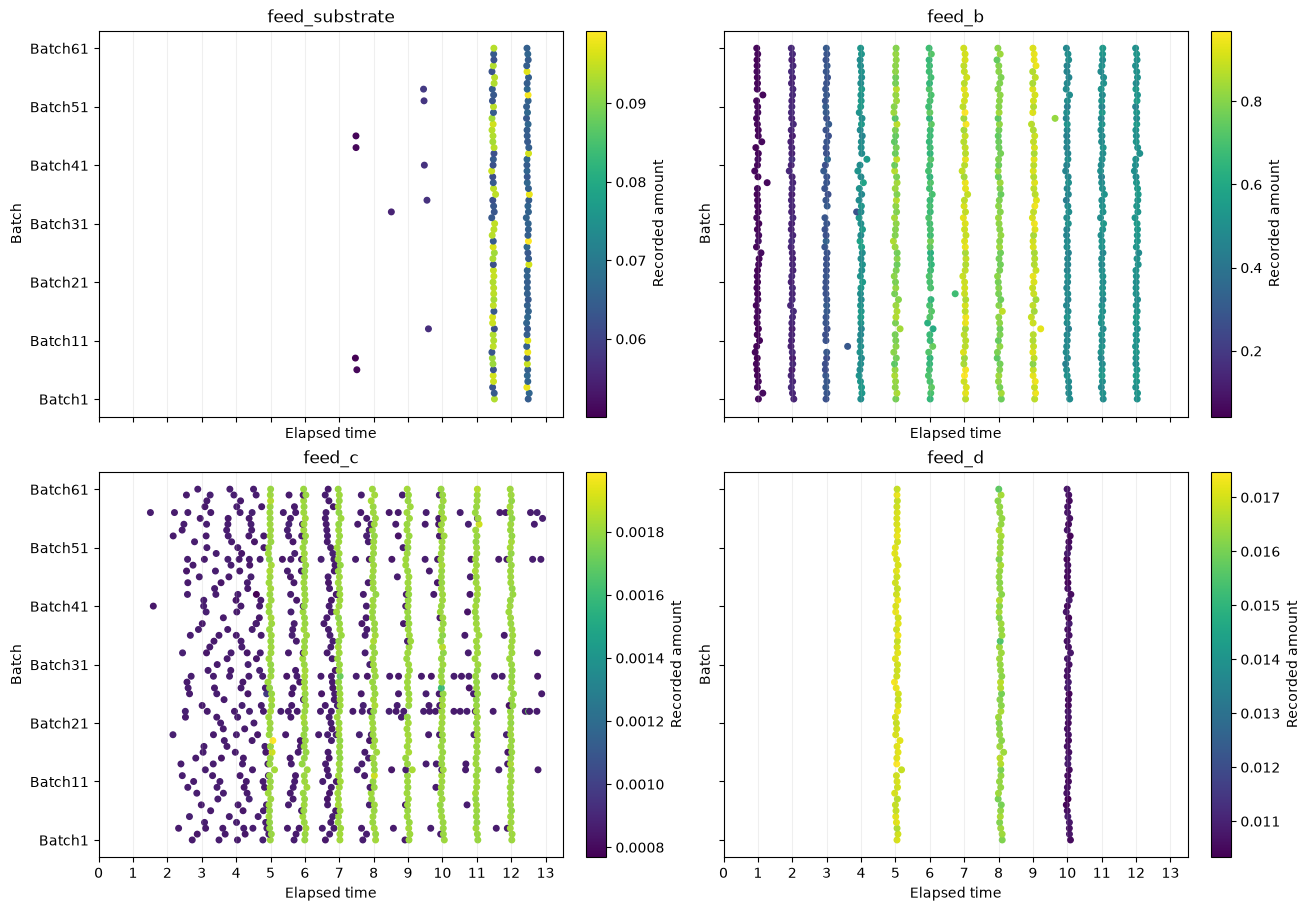 feed_substrate
Batch61
Batch51
Batch41
Batch31
Batch21
Batch11
Batch1
Batch
Elapsed time
0.09
0.08
0.07
0.06
Recorded amount
feed_b
Batch
Elapsed time
0.8
0.6
0.4
0.2
Recorded amount
feed_c
Batch61
Batch51
Batch41
Batch31
Batch21
Batch11
Batch1
Batch
0 1 2 3 4 5 6 7 8 9 10 11 12 13
Elapsed time
0.0018
0.0016
0.0014
0.0012
0.0010
0.0008
Recorded amount
feed_d
Batch
0 1 2 3 4 5 6 7 8 9 10 11 12 13
Elapsed time
0.017
0.016
0.015
0.014
0.013
0.012
0.011
Recorded amount